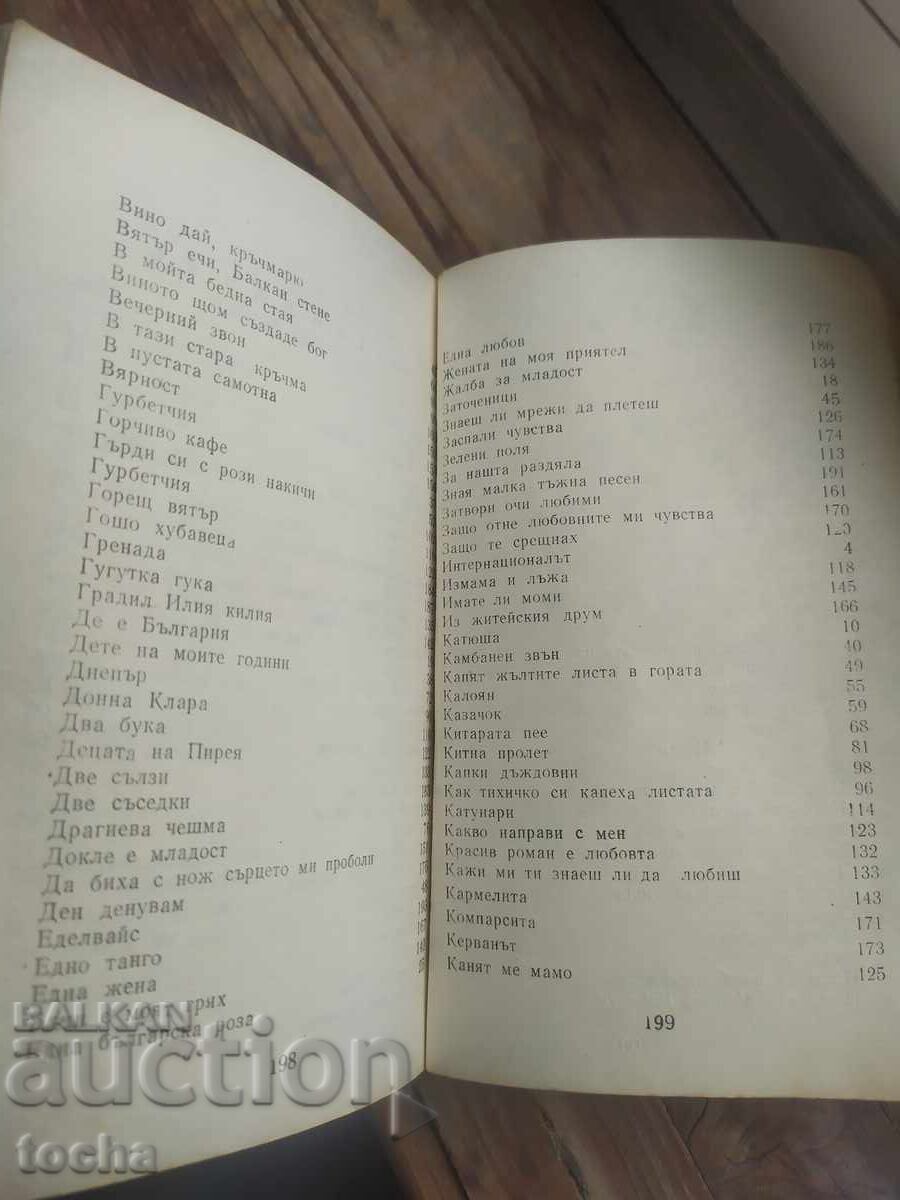 Вино дай, кръчмарю
Вятър ечи, Балкан стене
В мойта бедна стая
Виното щом създаде бог
Вечерний звон
В тази стара кръчма
В пустата самотна
Вярност
Гурбетчия
Горчиво кафе
Гърди си с рози накичи
Гурбетчия
Горещ вятър
Гошо хубавеца
Гренада
Гугутка гука
Градил Илия килия
Де е България
Дете на моите години
Днепър
Донна Клара
Два бука
Децата на Пирея
Две сълзи
Две съседки
Драгнева чешма
Докле е младост
Да биха с нож сърцето ми проболи
Ден денувам
Еделвайс
Едно танго
Една жена
грях
Една българска роза
198
Една любов 177
Жената на моя приятел 186
Жалба за младост 134
Заточеници 18
Знаеш ли мрежи да плетеш 45
Заспали чувства 126
Зелени поля 174
За нашта раздяла 113
Зная малка тъжна песен 191
Затвори очи любими 161
Защо отне любовните ми чувства 170
Защо те срещнах
Интернационалът 4
Измама и лъжа 118
Имате ли моми 145
Из житейския друм 166
Катюша 10
Камбанен звън 40
Капят жълтите листа в гората 49
Калоян 55
Казачок 59
Китарата пее 68
Китна пролет 81
Капки дъждовни 98
Как тихичко си капеха листата 96
Катунари 114
Какво направи с мен 123
Красив роман е любовта 132
Кажи ми ти знаеш ли да любиш 133
Кармелита 143
Компарсита 171
Керванът 173
Канят ме мамо 125
199
BALKAN
auction
tocha